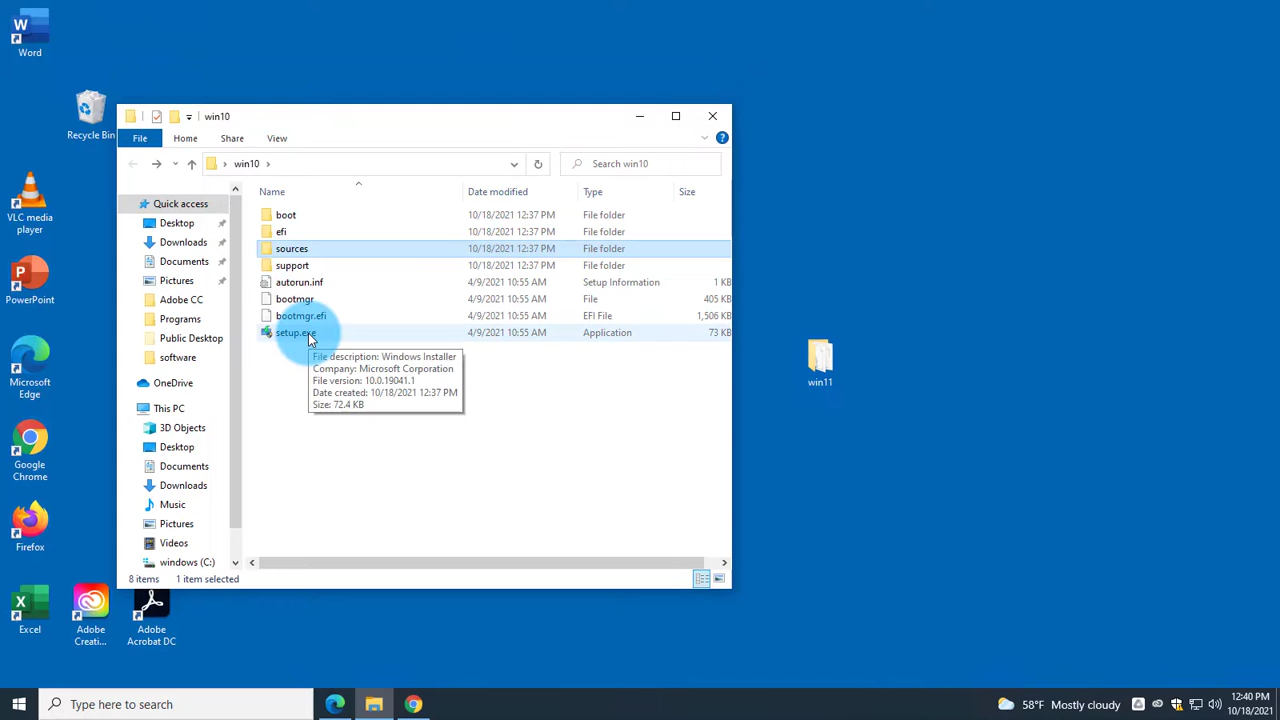 Word
Recycle Bin
VLC media
player
PowerPoint
Microsoft
Edge
Google
Chrome
Firefox
Excel
Adobe
Creati...
Adobe
Acrobat DC
win10
File Home Share View
win10
Search win10
Name Date modified Type Size
boot 10/18/2021 12:37 PM File folder
efi 10/18/2021 12:37 PM File folder
sources 10/18/2021 12:37 PM File folder
support 10/18/2021 12:37 PM File folder
autorun.inf 4/9/2021 10:55 AM Setup Information 1 KB
bootmgr 4/9/2021 10:55 AM File 405 KB
bootmgr.efi 4/9/2021 10:55 AM EFI File 1,506 KB
setup.exe 4/9/2021 10:55 AM Application 73 KB
File description: Windows Installer
Company: Microsoft Corporation
File version: 10.0.19041.1
Date created: 10/18/2021 12:37 PM
Size: 72.4 KB
Quick access
Desktop
Downloads
Documents
Pictures
Adobe CC
Programs
Public Desktop
software
OneDrive
This PC
3D Objects
Desktop
Documents
Downloads
Music
Pictures
Videos
windows (C:)
8 items 1 item selected
win11
Type here to search
58°F Mostly cloudy
12:40 PM
10/18/2021